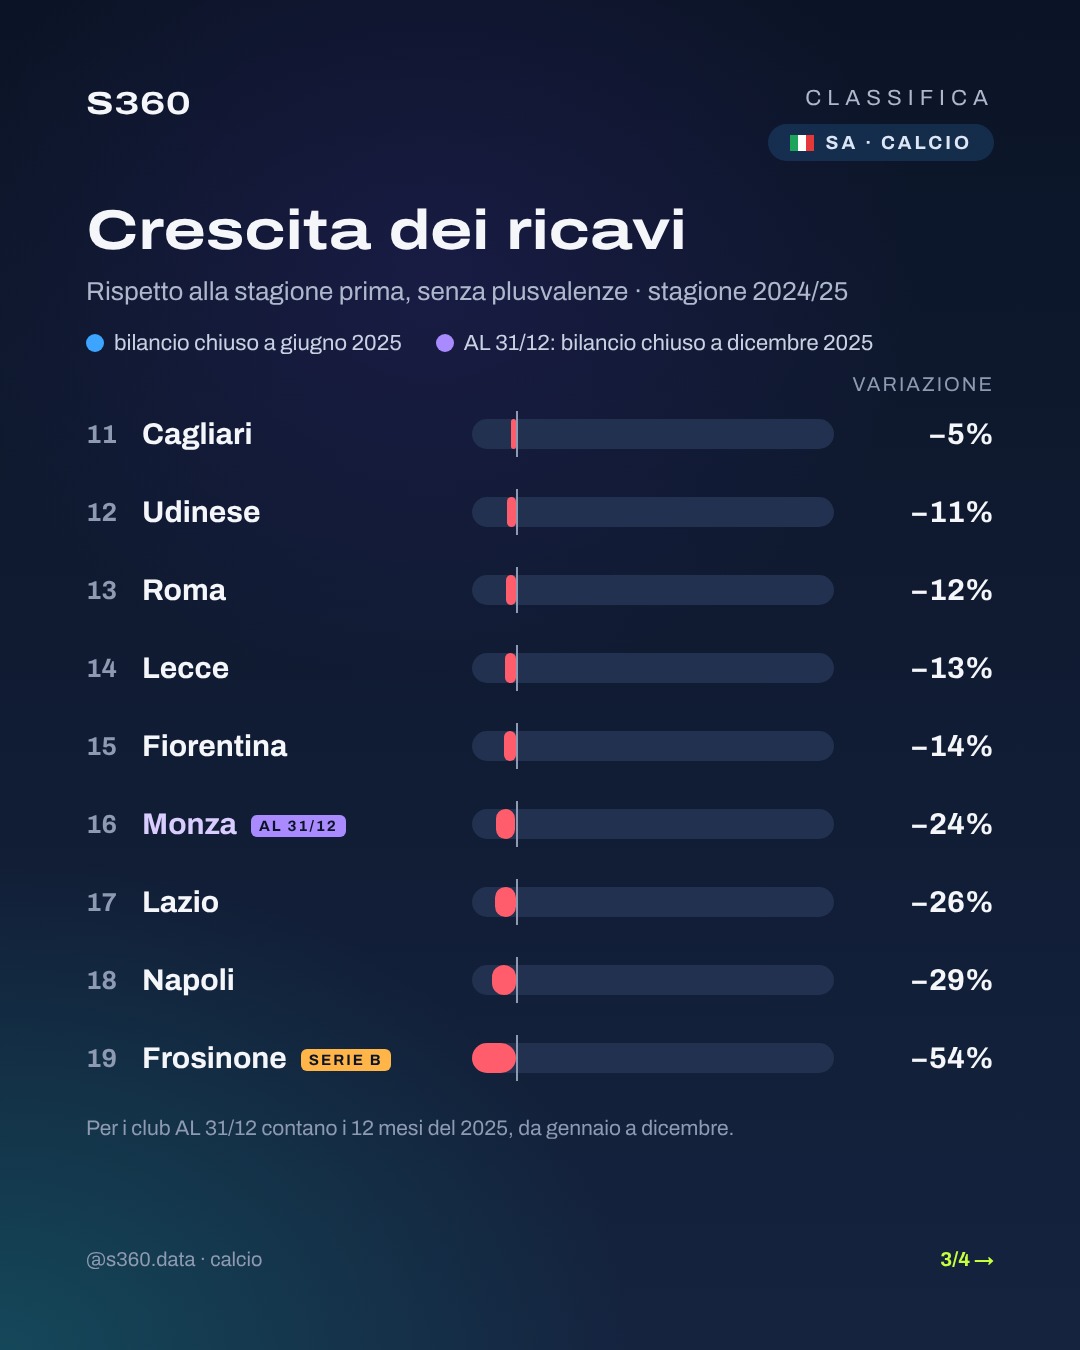 S360
CLASSIFICA
SA · CALCIO
Crescita dei ricavi
Rispetto alla stagione prima, senza plusvalenze · stagione 2024/25
bilancio chiuso a giugno 2025 AL 31/12: bilancio chiuso a dicembre 2025
VARIAZIONE
11 Cagliari –5%
12 Udinese –11%
13 Roma –12%
14 Lecce –13%
15 Fiorentina –14%
16 Monza AL 31/12 –24%
17 Lazio –26%
18 Napoli –29%
19 Frosinone SERIE B –54%
Per i club AL 31/12 contano i 12 mesi del 2025, da gennaio a dicembre.
@s360.data · calcio
3/4 →